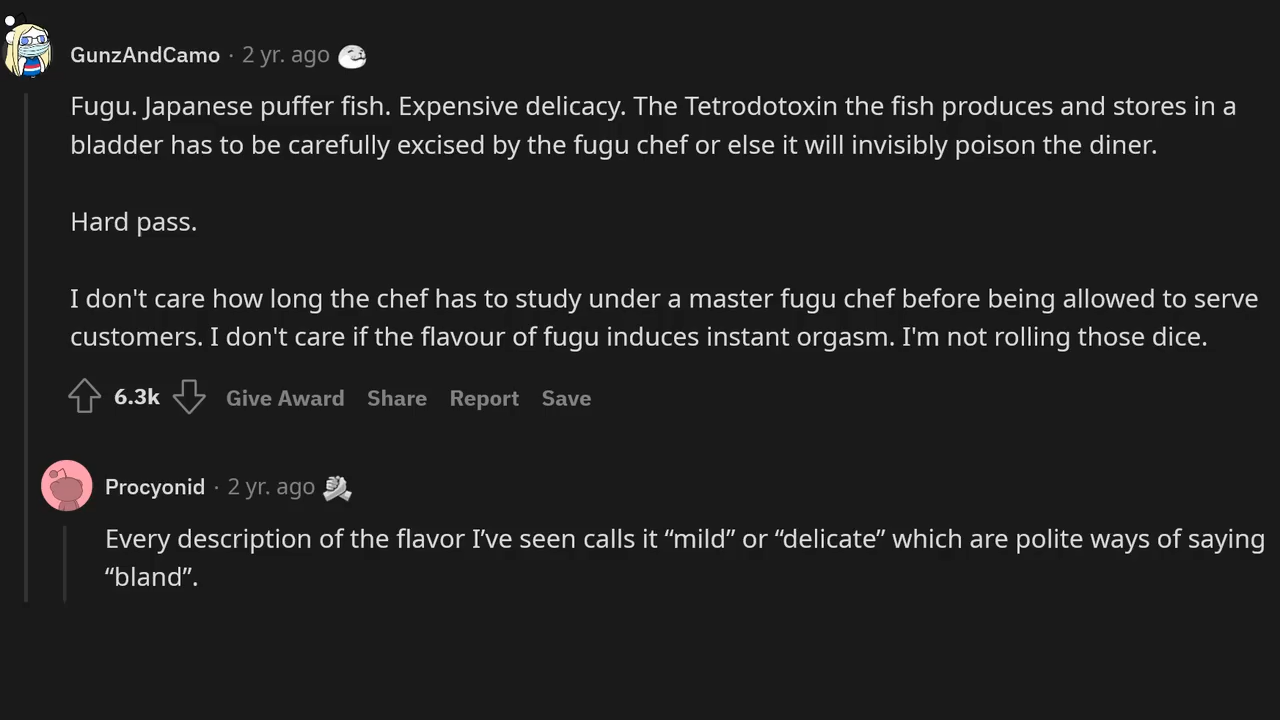 GunzAndCamo · 2 yr. ago
Fugu. Japanese puffer fish. Expensive delicacy. The Tetrodotoxin the fish produces and stores in a
bladder has to be carefully excised by the fugu chef or else it will invisibly poison the diner.
Hard pass.
I don't care how long the chef has to study under a master fugu chef before being allowed to serve
customers. I don't care if the flavour of fugu induces instant orgasm. I'm not rolling those dice.
6.3k Give Award Share Report Save
Procyonid · 2 yr. ago
Every description of the flavor I’ve seen calls it “mild” or “delicate” which are polite ways of saying
“bland”.